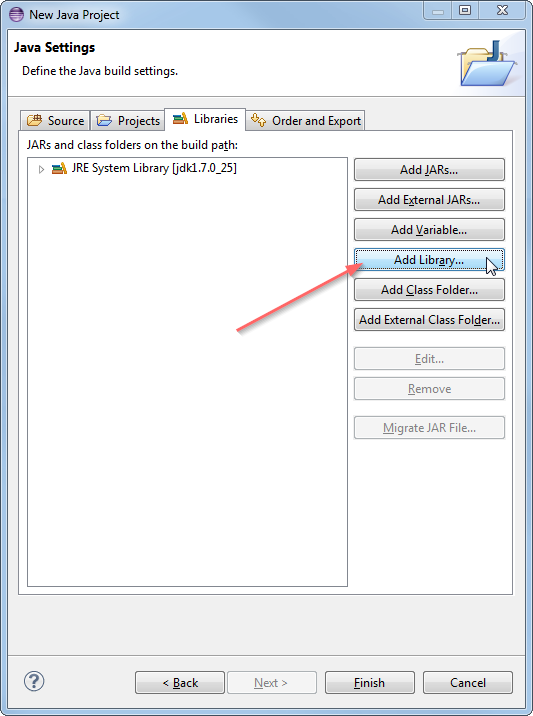 New Java Project
Java Settings
Define the Java build settings.
Source Projects Libraries Order and Export
JARs and class folders on the build path:
JRE System Library [jdk1.7.0_25]
Add JARs...
Add External JARs...
Add Variable...
Add Library...
Add Class Folder...
Add External Class Folder...
Edit...
Remove
Migrate JAR File...
? < Back Next > Finish Cancel